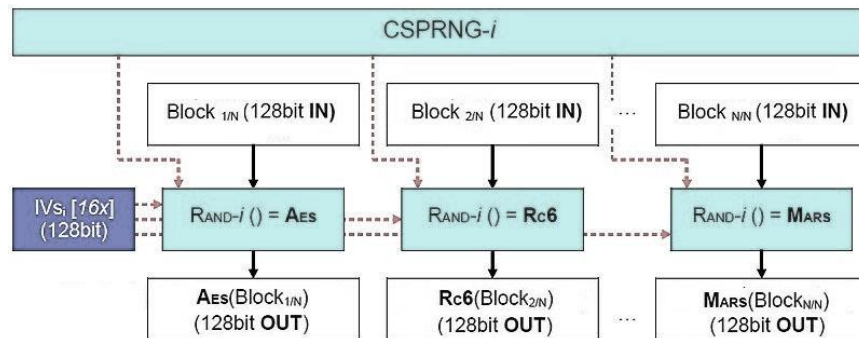 CSPRNG-i
Block 1/N (128bit IN)
Block 2/N (128bit IN)
...
Block N/N (128bit IN)
IVsi [16x]
(128bit)
RAND-i () = AES
RAND-i () = RC6
RAND-i () = MARS
AES(Block1/N)
(128bit OUT)
RC6(Block2/N)
(128bit OUT)
...
MARS(BlockN/N)
(128bit OUT)